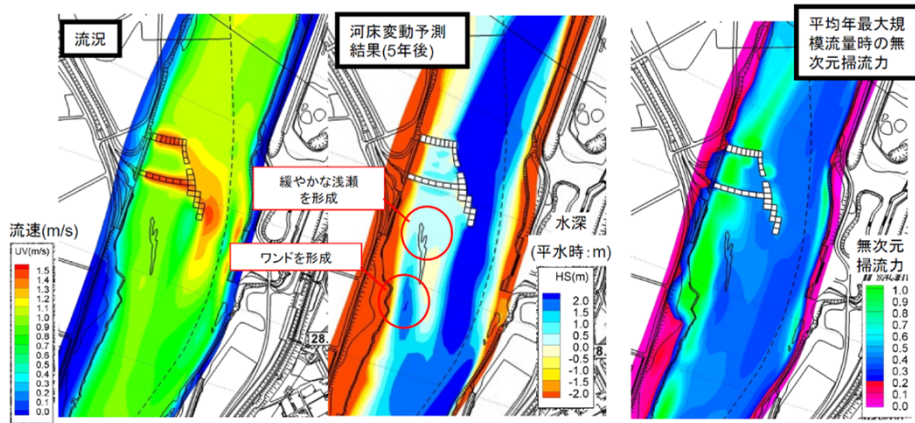 流況
河床変動予測
結果(5年後)
平均年最大規
模流量時の無
次元掃流力
緩やかな浅瀬
を形成
ワンドを形成
流速(m/s)
UV(m/s)
1.5
1.4
1.3
1.2
1.1
1.0
0.9
0.8
0.7
0.6
0.5
0.4
0.3
0.2
0.1
0.0
水深
(平水時:m)
HS(m)
2.0
1.5
1.0
0.5
0.0
-0.5
-1.0
-1.5
-2.0
28.
8.
無次元
掃流力
1.0
0.9
0.8
0.7
0.6
0.5
0.4
0.3
0.2
0.1
0.0